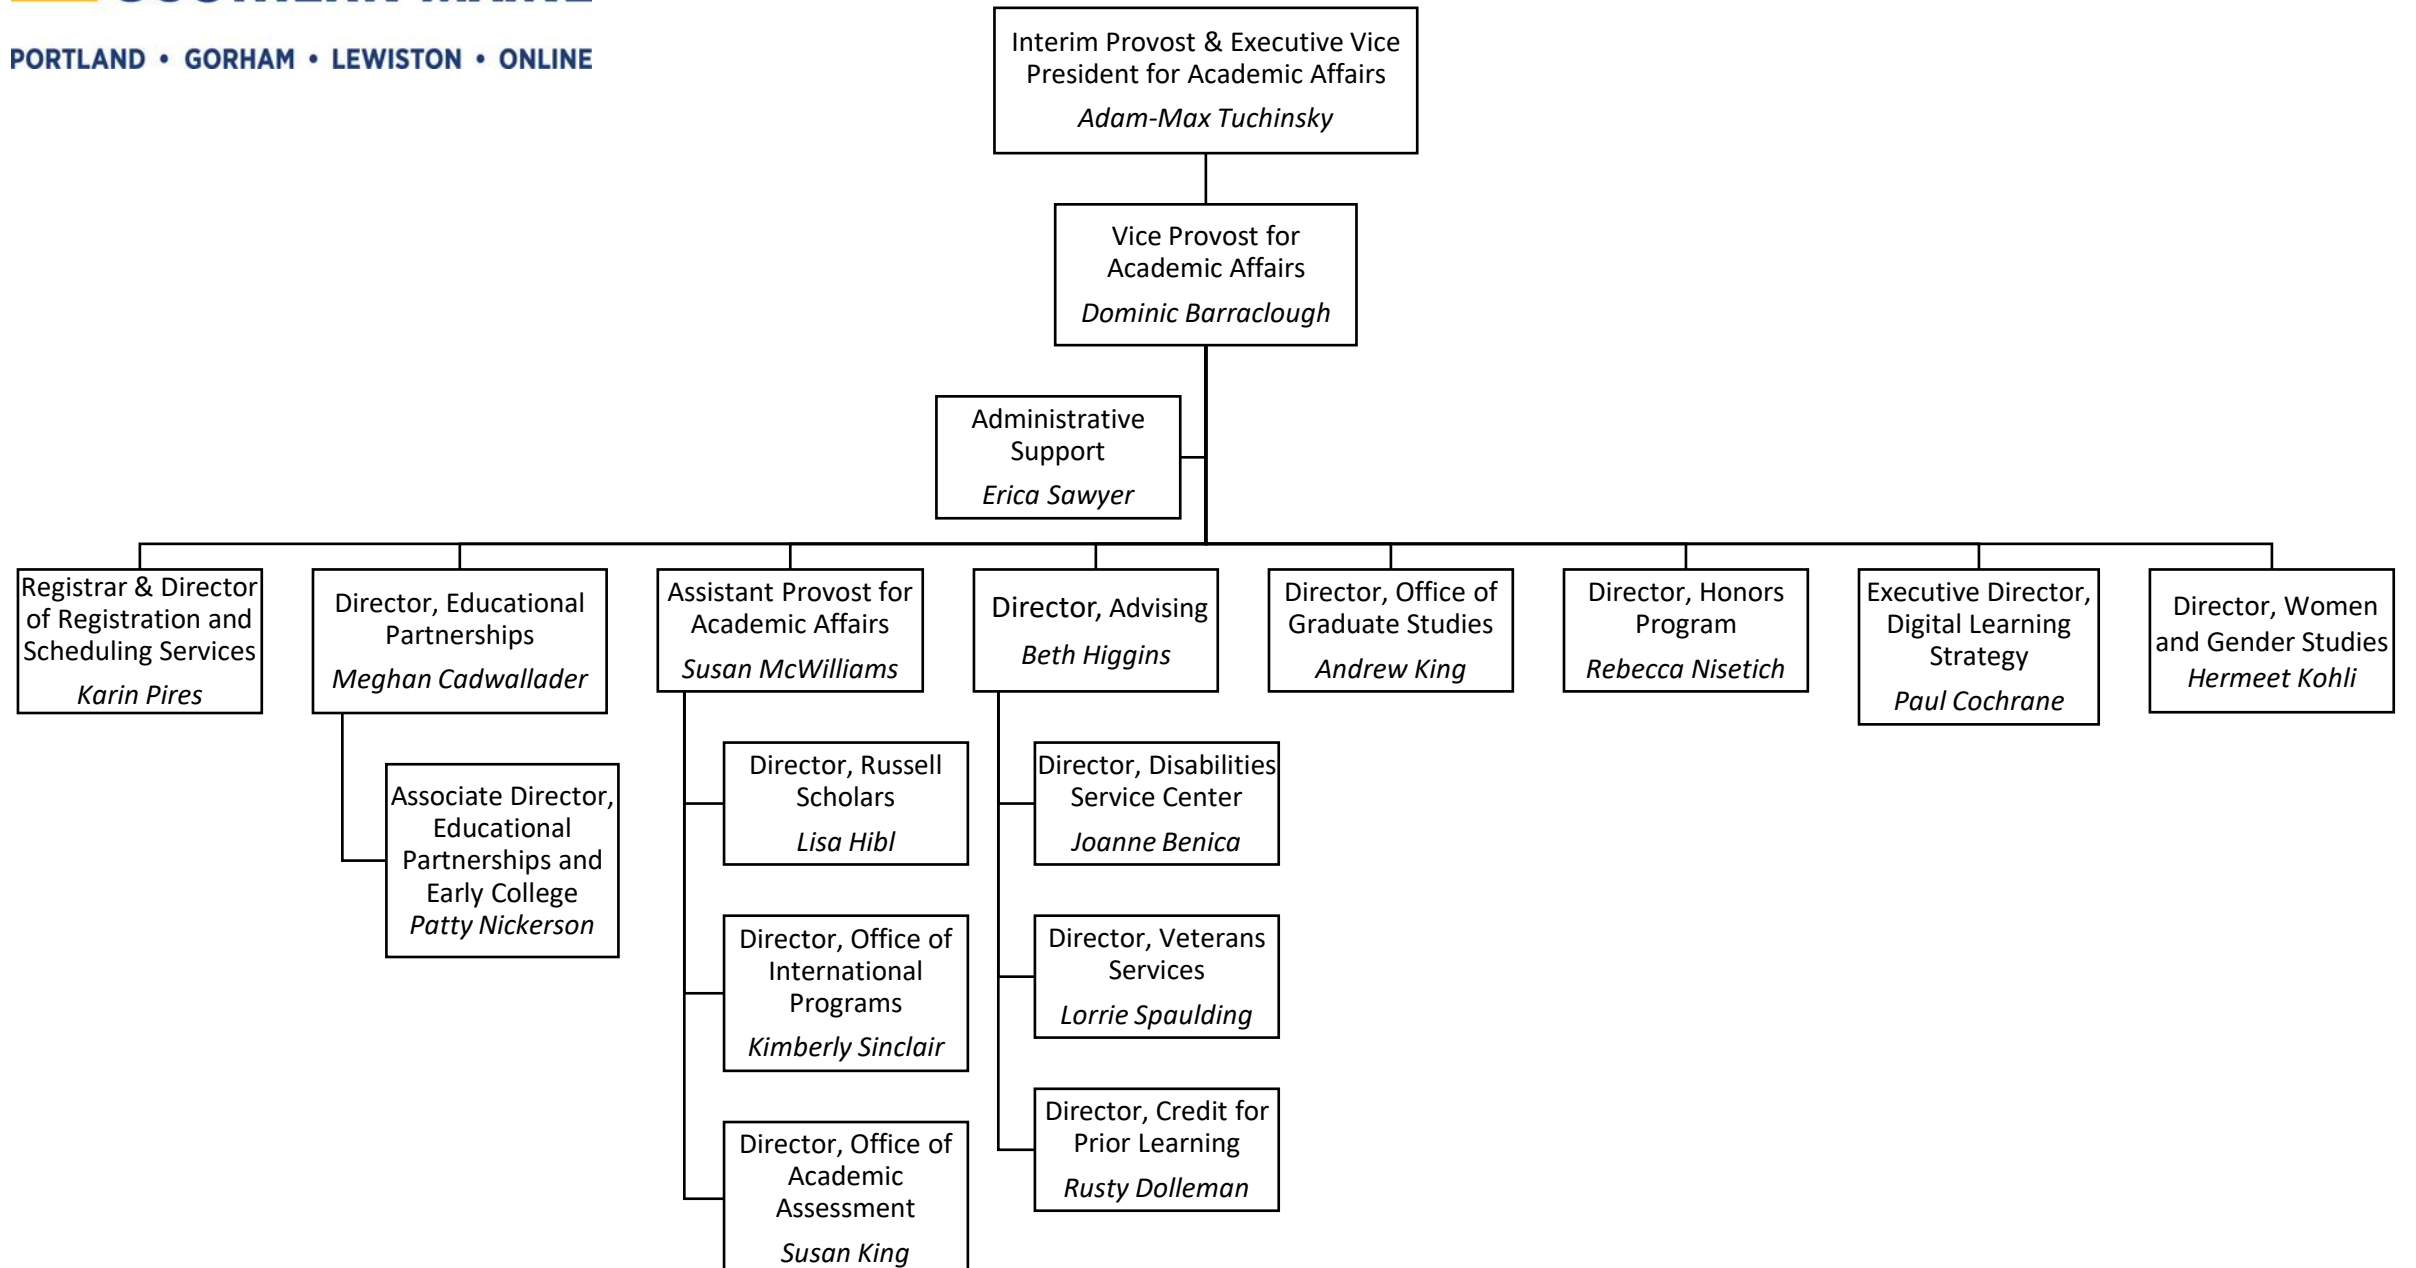 PORTLAND • GORHAM • LEWISTON • ONLINE
Interim Provost & Executive Vice
President for Academic Affairs
Adam-Max Tuchinsky
Vice Provost for
Academic Affairs
Dominic Barraclough
Administrative
Support
Erica Sawyer
Registrar & Director
of Registration and
Scheduling Services
Karin Pires
Director, Educational
Partnerships
Meghan Cadwallader
Assistant Provost for
Academic Affairs
Susan McWilliams
Director, Advising
Beth Higgins
Director, Office of
Graduate Studies
Andrew King
Director, Honors
Program
Rebecca Nisetich
Executive Director,
Digital Learning
Strategy
Paul Cochrane
Director, Women
and Gender Studies
Hermeet Kohli
Associate Director,
Educational
Partnerships and
Early College
Patty Nickerson
Director, Russell
Scholars
Lisa Hibl
Director, Office of
International
Programs
Kimberly Sinclair
Director, Office of
Academic
Assessment
Susan King
Director, Disabilities
Service Center
Joanne Benica
Director, Veterans
Services
Lorrie Spaulding
Director, Credit for
Prior Learning
Rusty Dolleman